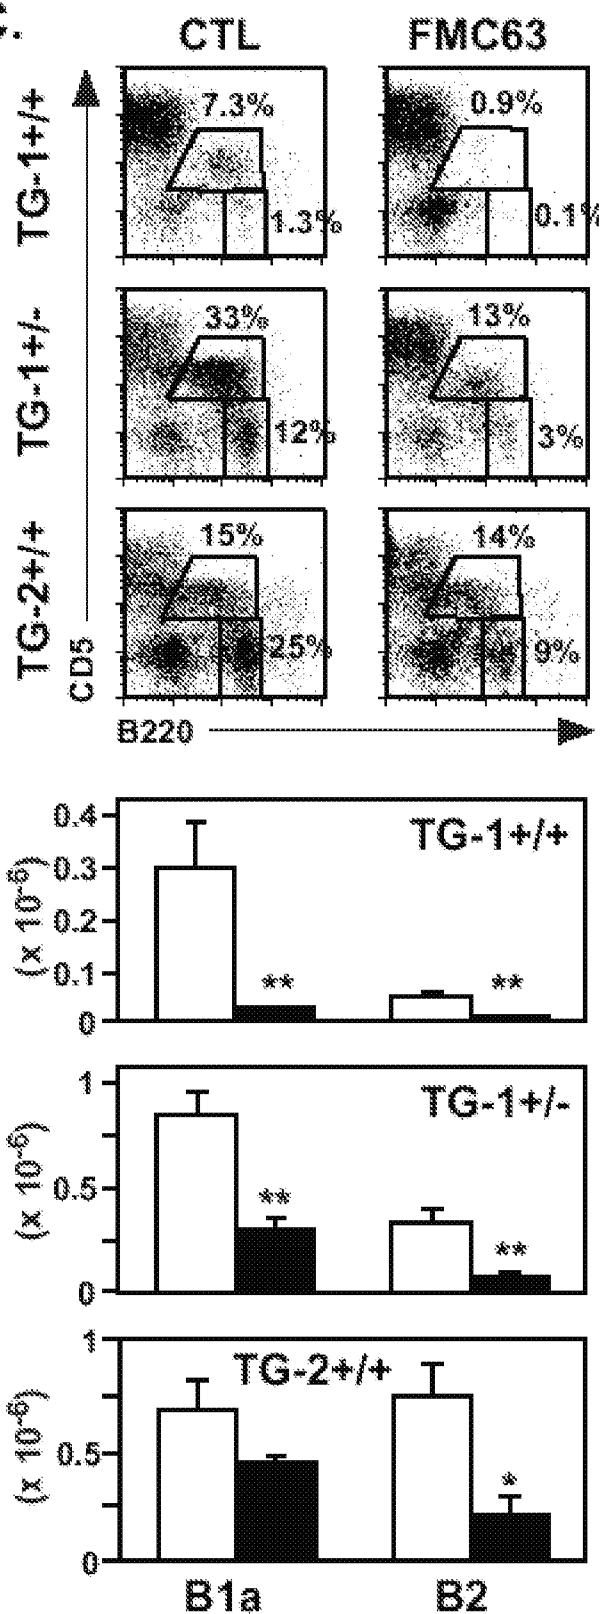 CTL FMC63
TG-1+/+
7.3% 0.9%
1.3% 0.1%
TG-1+/-
33% 13%
12% 3%
TG-2+/+
15% 14%
25% 9%
CD5
B220
TG-1+/+
(x 10⁻⁶)
0.4
0.3
0.2
0.1
0
** **
TG-1+/-
(x 10⁻⁶)
1
0.5
0
** **
TG-2+/+
(x 10⁻⁶)
1
0.5
0
*
B1a B2